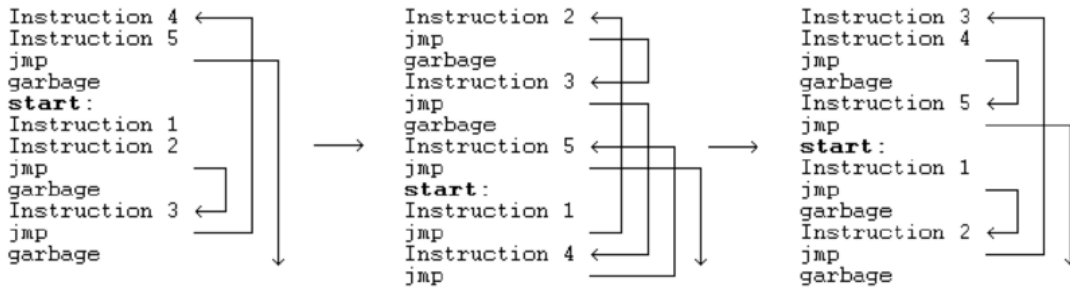 Instruction 4
Instruction 5
jmp
garbage
start:
Instruction 1
Instruction 2
jmp
garbage
Instruction 3
jmp
garbage
Instruction 2
jmp
garbage
Instruction 3
jmp
garbage
Instruction 5
jmp
start:
Instruction 1
jmp
Instruction 4
jmp
Instruction 3
Instruction 4
jmp
garbage
Instruction 5
jmp
start:
Instruction 1
jmp
garbage
Instruction 2
jmp
garbage